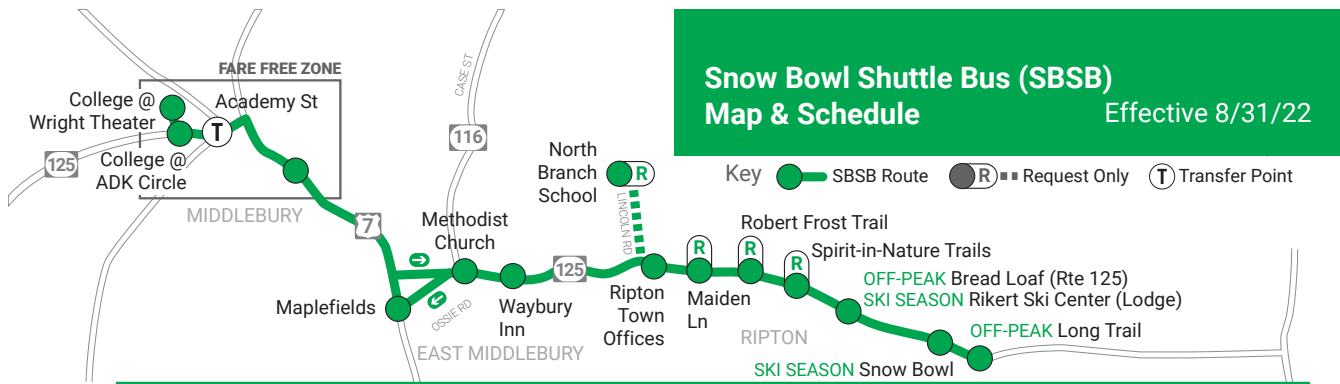 Snow Bowl Shuttle Bus (SBSB)
Map & Schedule
Effective 8/31/22
Key
SBSB Route
R
Request Only
T
Transfer Point
FARE FREE ZONE
College @
Wright Theater
Academy St
T
125
College @
ADK Circle
MIDDLEBURY
7
CASE ST
116
Methodist
Church
Maplefields
OSSIE RD
Waybury
Inn
EAST MIDDLEBURY
125
North
Branch
School
R
LINCOLN RD
Ripton
Town
Offices
R
Maiden
Ln
RIPTON
Robert Frost Trail
R
Spirit-in-Nature Trails
R
OFF-PEAK Bread Loaf (Rte 125)
SKI SEASON Rikert Ski Center (Lodge)
OFF-PEAK Long Trail
SKI SEASON Snow Bowl